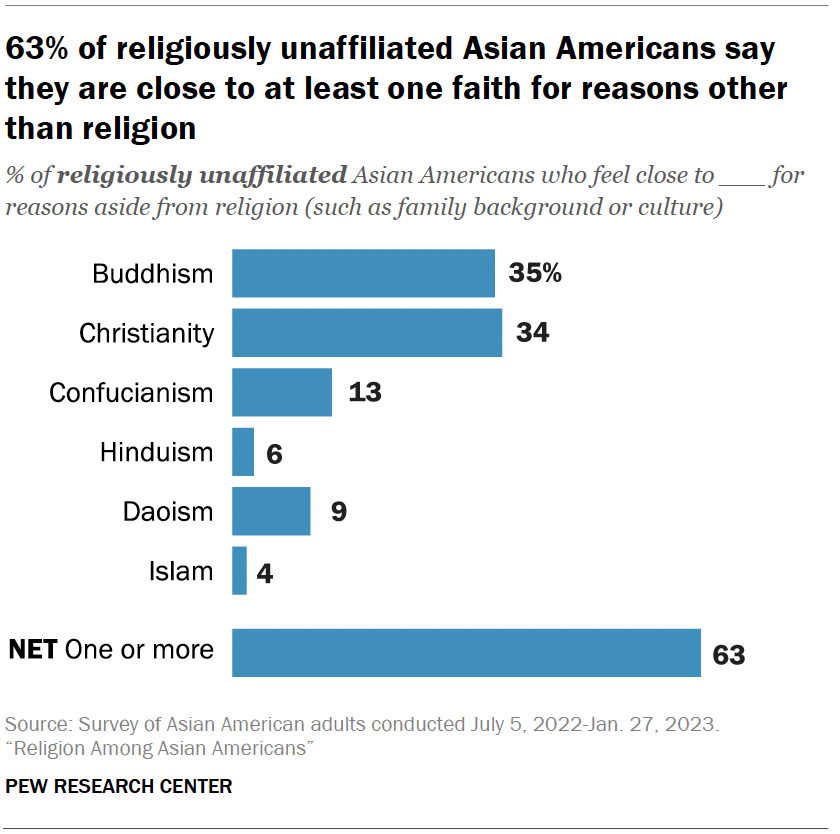 63% of religiously unaffiliated Asian Americans say
they are close to at least one faith for reasons other
than religion
% of religiously unaffiliated Asian Americans who feel close to ___ for
reasons aside from religion (such as family background or culture)
Buddhism 35%
Christianity 34
Confucianism 13
Hinduism 6
Daoism 9
Islam 4
NET One or more 63
Source: Survey of Asian American adults conducted July 5, 2022-Jan. 27, 2023.
“Religion Among Asian Americans”
PEW RESEARCH CENTER